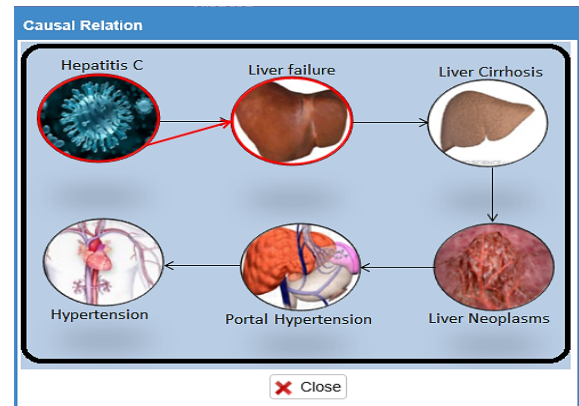 Causal Relation
Hepatitis C
Liver failure
Liver Cirrhosis
Hypertension
Portal Hypertension
Liver Neoplasms
Close